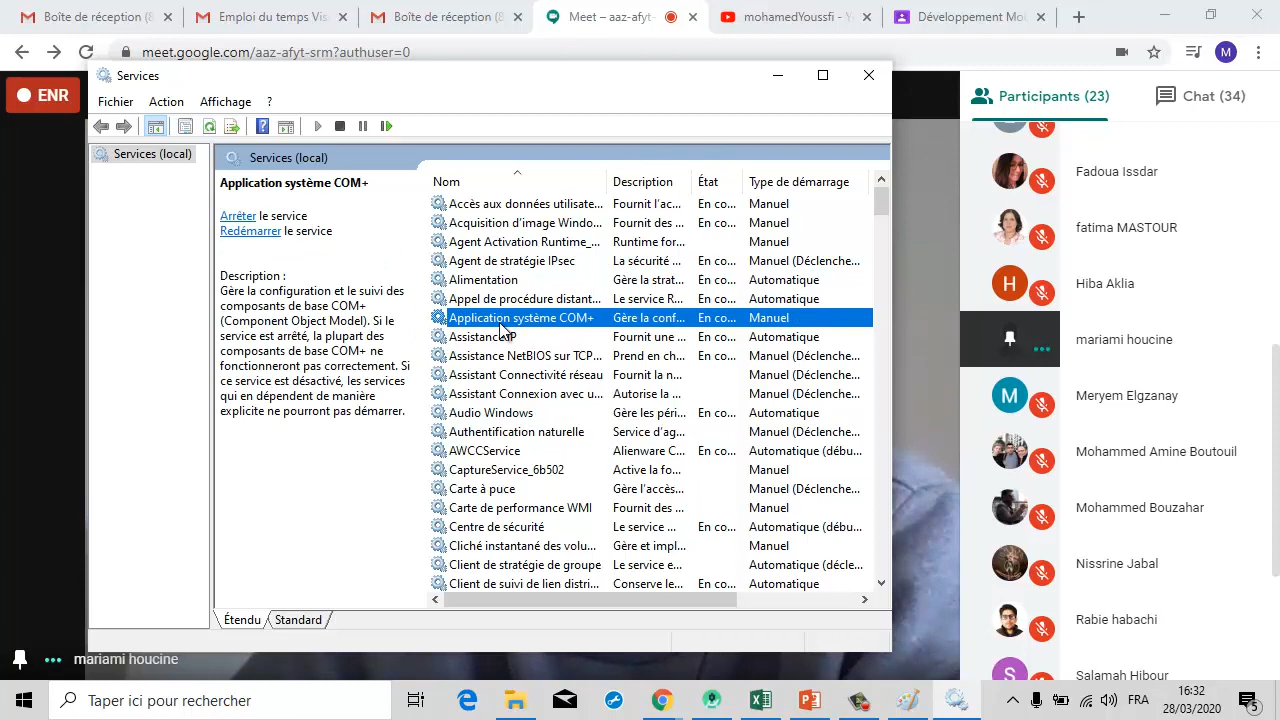 Boîte de réception (8
Emploi du temps Vis
Boîte de réception (8
Meet – aaz-afyt-
mohamedYoussfi - Y
Développement Mo
meet.google.com/aaz-afyt-srm?authuser=0
M
ENR
Services
Fichier
Action
Affichage
?
Services (local)
Services (local)
Application système COM+
Arrêter le service
Redémarrer le service
Description :
Gère la configuration et le suivi des
composants de base COM+
(Component Object Model). Si le
service est arrêté, la plupart des
composants de base COM+ ne
fonctionneront pas correctement. Si
ce service est désactivé, les services
qui en dépendent de manière
explicite ne pourront pas démarrer.
Nom Description État Type de démarrage
Accès aux données utilisate... Fournit l'ac... En co... Manuel
Acquisition d'image Windo... Fournit des ... En co... Manuel
Agent Activation Runtime_... Runtime for... Manuel
Agent de stratégie IPsec La sécurité ... En co... Manuel (Déclenche...
Alimentation Gère la strat... En co... Automatique
Appel de procédure distant... Le service R... En co... Automatique
Application système COM+ Gère la conf... En co... Manuel
Assistance IP Fournit une ... En co... Automatique
Assistance NetBIOS sur TCP... Prend en ch... En co... Manuel (Déclenche...
Assistant Connectivité réseau Fournit la n... Manuel (Déclenche...
Assistant Connexion avec u... Autorise la ... Manuel (Déclenche...
Audio Windows Gère les péri... En co... Automatique
Authentification naturelle Service d'ag... Manuel (Déclenche...
AWCCService Alienware C... En co... Automatique (débu...
CaptureService_6b502 Active la fo... Manuel
Carte à puce Gère l'accès... Manuel (Déclenche...
Carte de performance WMI Fournit des ... Manuel
Centre de sécurité Le service ... En co... Automatique (débu...
Cliché instantané des volu... Gère et impl... Manuel
Client de stratégie de groupe Le service e... Automatique (décle...
Client de suivi de lien distri... Conserve le... En co... Automatique
Étendu
Standard
mariami houcine
Participants (23)
Chat (34)
Fadoua Issdar
fatima MASTOUR
H
Hiba Aklia
mariami houcine
M
Meryem Elgzanay
Mohammed Amine Boutouil
Mohammed Bouzahar
Nissrine Jabal
Rabie habachi
S
Salamah Hibour
Taper ici pour rechercher
FRA
16:32
28/03/2020
5